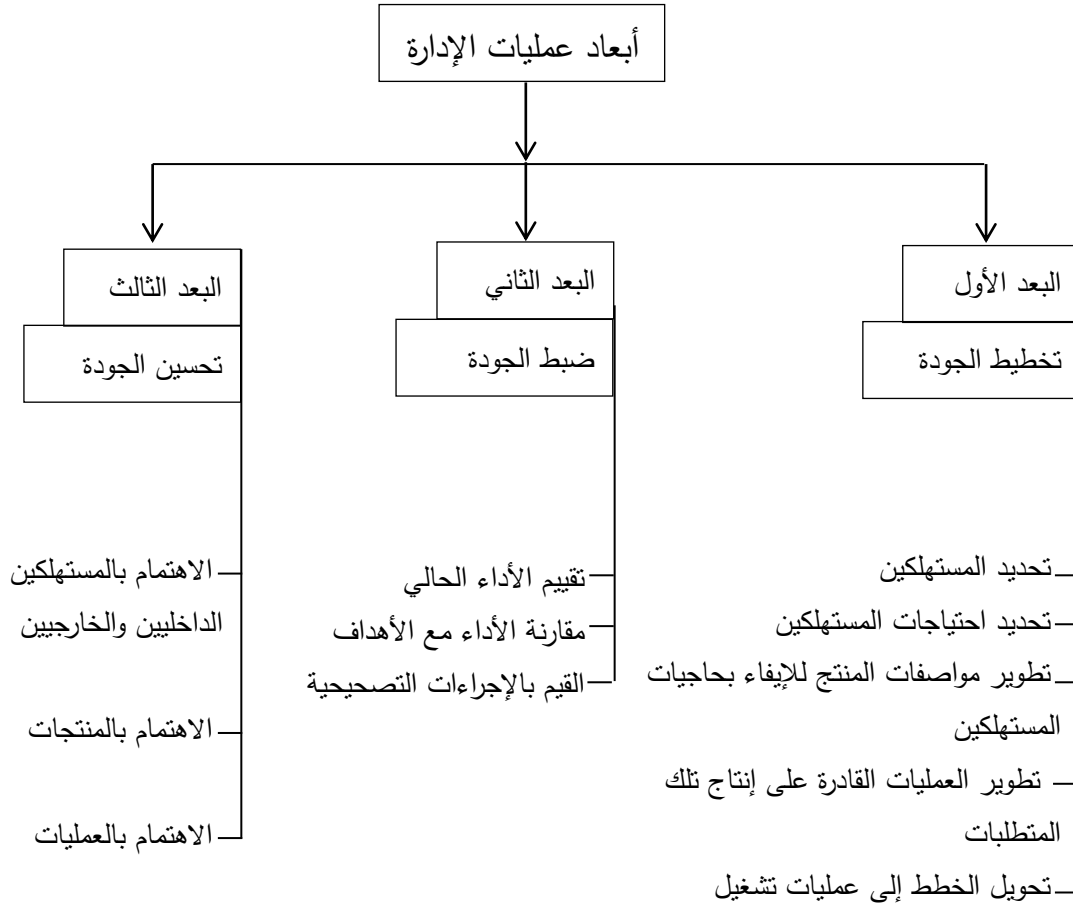 أبعاد عمليات الإدارة
البعد الأول
تخطيط الجودة
تحديد المستهلكين
تحديد احتياجات المستهلكين
تطوير مواصفات المنتج للإيفاء بحاجيات
المستهلكين
تطوير العمليات القادرة على إنتاج تلك
المتطلبات
تحويل الخطط إلى عمليات تشغيل
البعد الثاني
ضبط الجودة
تقييم الأداء الحالي
مقارنة الأداء مع الأهداف
القيم بالإجراءات التصحيحية
البعد الثالث
تحسين الجودة
الاهتمام بالمستهلكين
الداخليين والخارجيين
الاهتمام بالمنتجات
الاهتمام بالعمليات